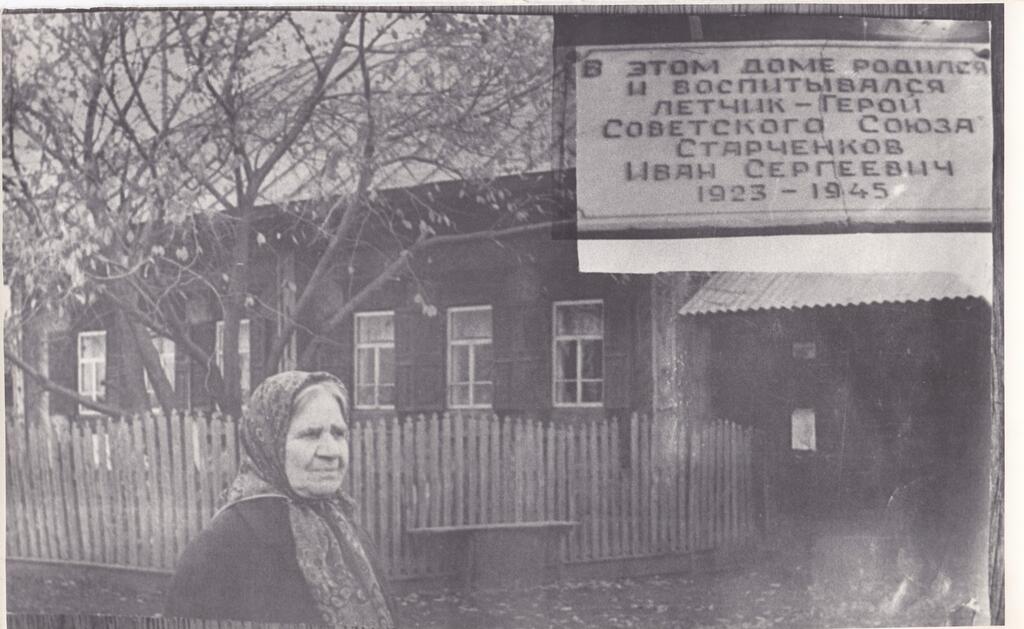 В ЭТОМ ДОМЕ РОДИЛСЯ
И ВОСПИТЫВАЛСЯ
ЛЕТЧИК - ГЕРОЙ
СОВЕТСКОГО СОЮЗА
СТАРЧЕНКОВ
ИВАН СЕРГЕЕВИЧ
1923 - 1945